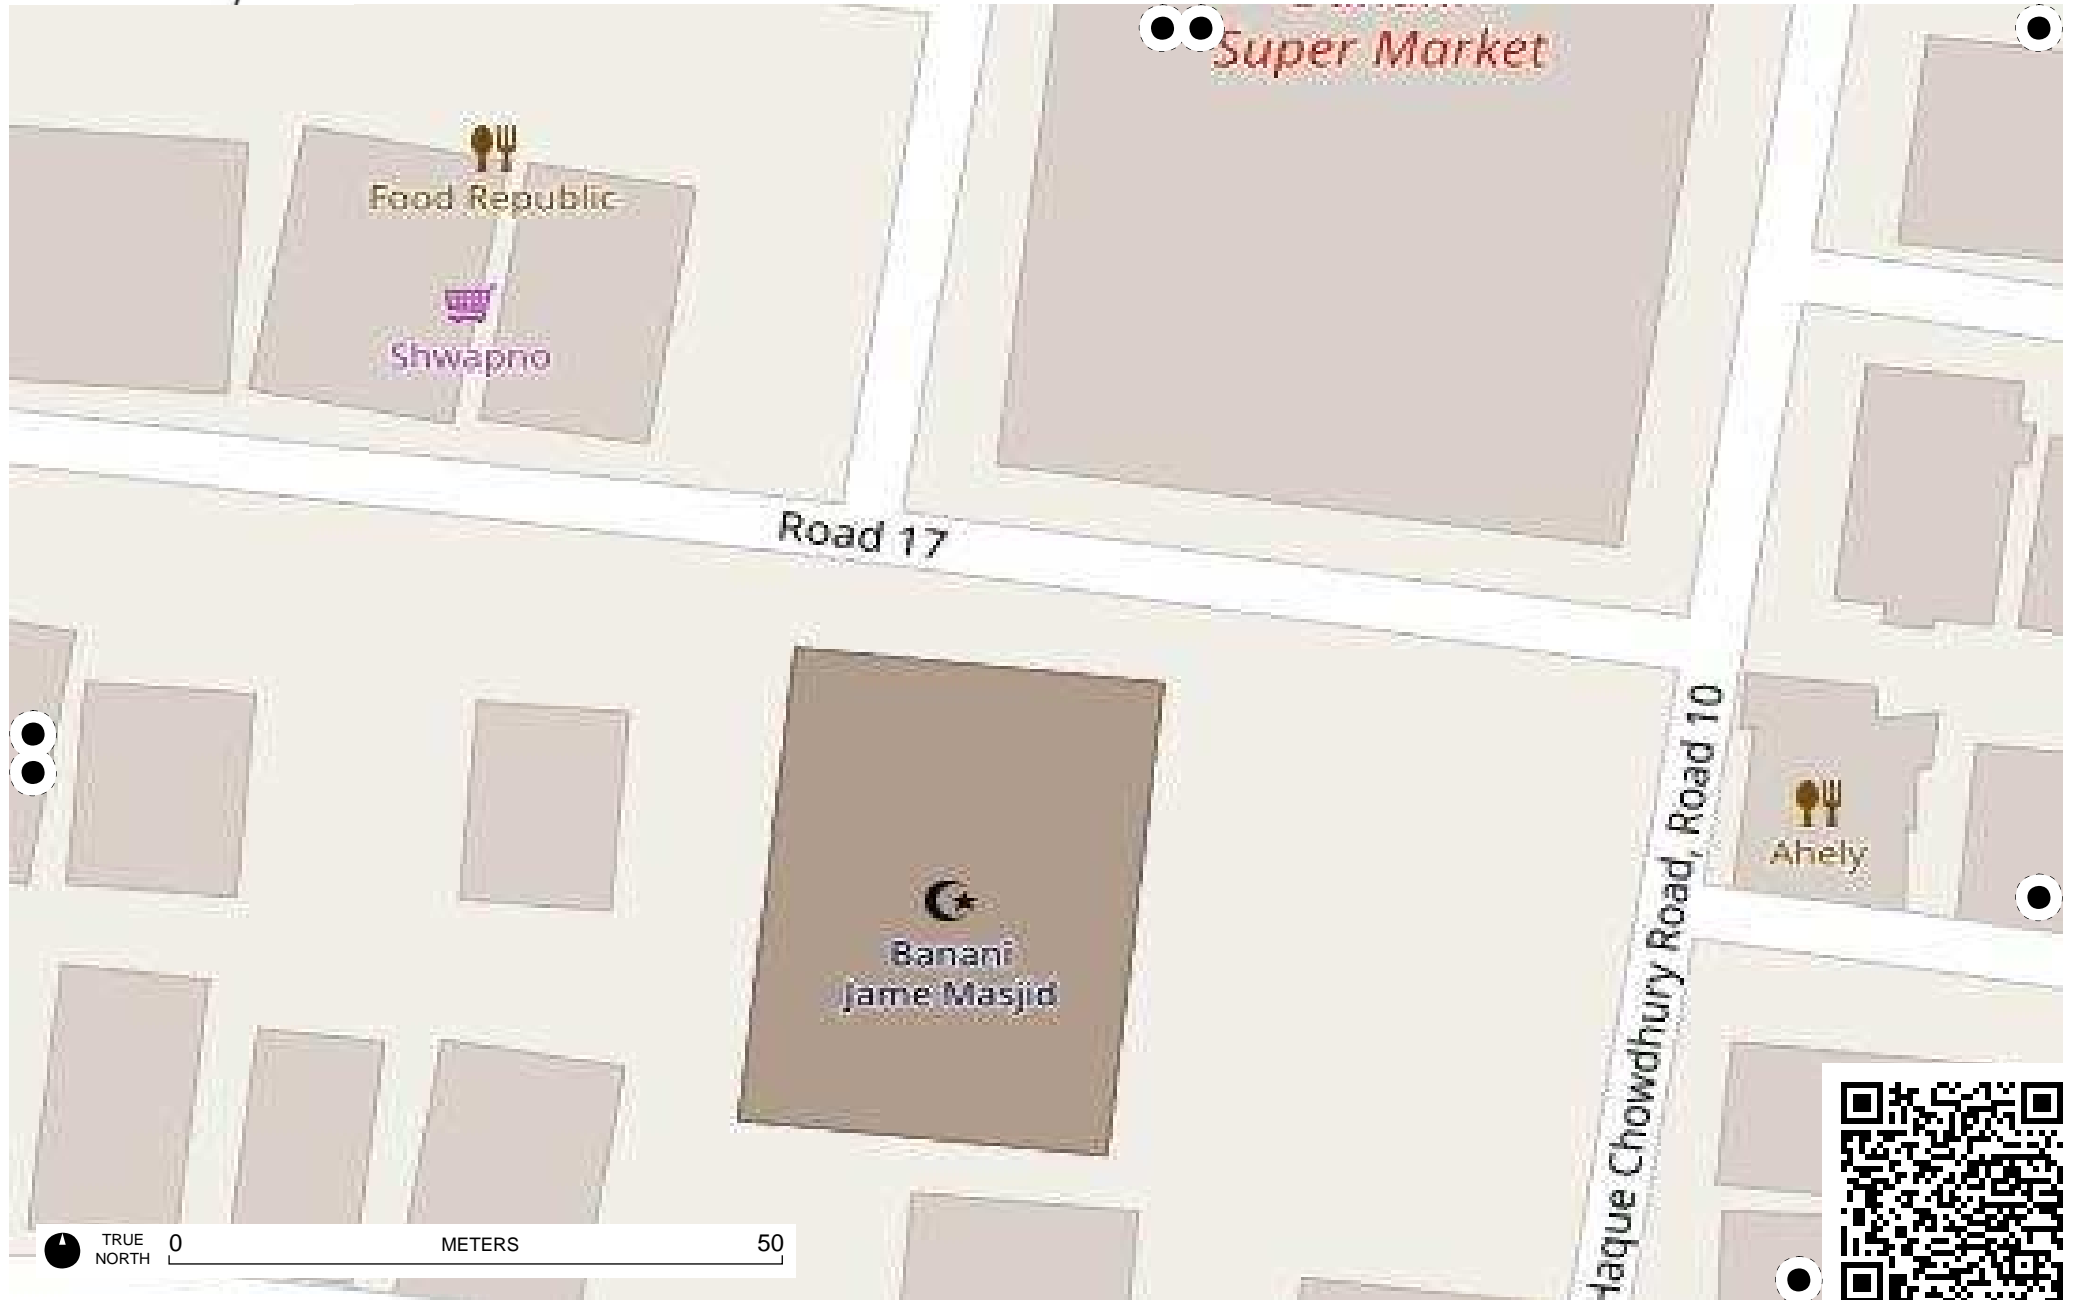 Super Market
Food Republic
Shwapno
Road 17
Haque Chowdhury Road, Road 10
Ahely
Banani
Jame Masjid
TRUE
NORTH
0 METERS 50